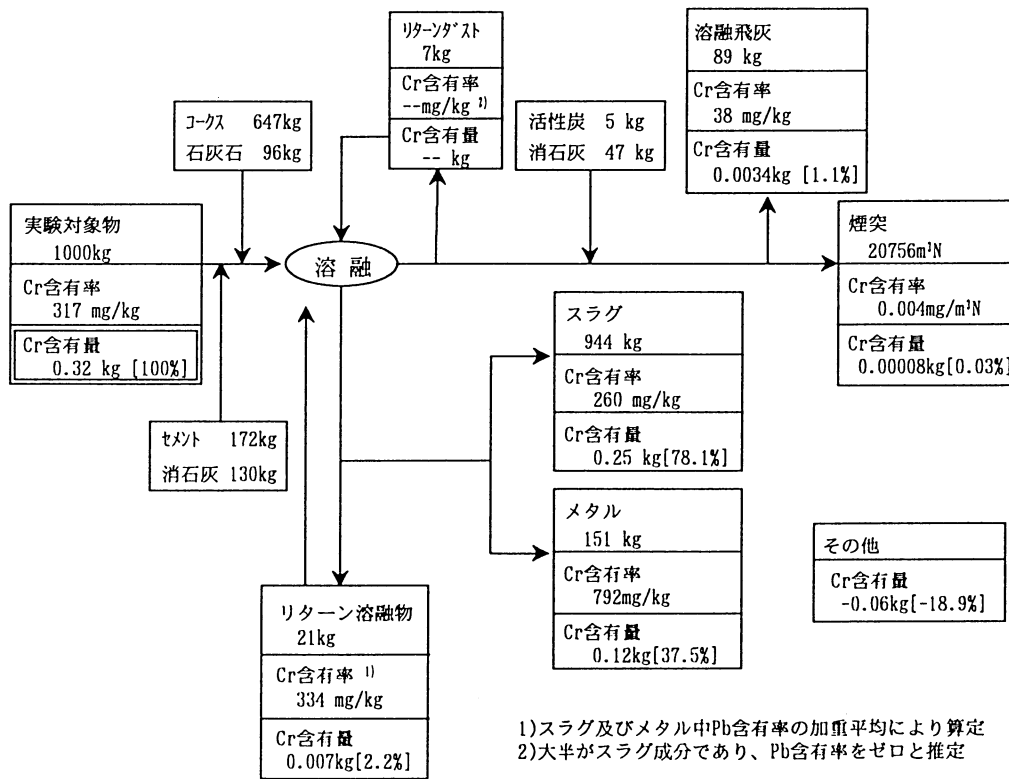 リターンダスト
7kg
Cr含有率
--mg/kg 2)
Cr含有量
-- kg
溶融飛灰
89 kg
Cr含有率
38 mg/kg
Cr含有量
0.0034kg [1.1%]
コークス 647kg
石灰石 96kg
活性炭 5 kg
消石灰 47 kg
実験対象物
1000kg
Cr含有率
317 mg/kg
Cr含有量
0.32 kg [100%]
溶 融
煙突
20756m³N
Cr含有率
0.004mg/m³N
Cr含有量
0.00008kg[0.03%]
セメント 172kg
消石灰 130kg
スラグ
944 kg
Cr含有率
260 mg/kg
Cr含有量
0.25 kg[78.1%]
メタル
151 kg
Cr含有率
792mg/kg
Cr含有量
0.12kg[37.5%]
その他
Cr含有量
-0.06kg[-18.9%]
リターン溶融物
21kg
Cr含有率 1)
334 mg/kg
Cr含有量
0.007kg[2.2%]
1)スラグ及びメタル中Pb含有率の加重平均により算定
2)大半がスラグ成分であり、Pb含有率をゼロと推定